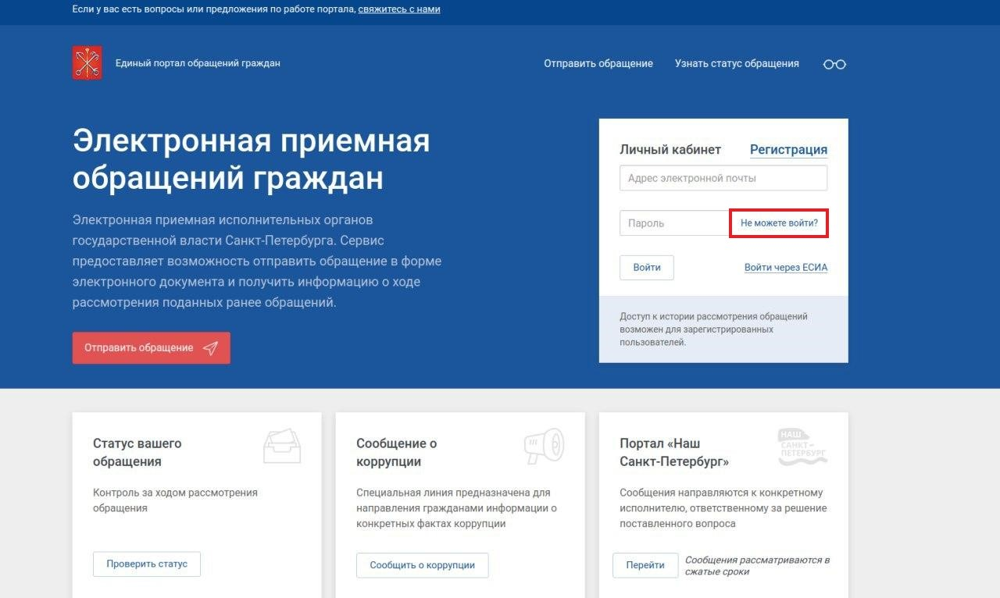 Если у вас есть вопросы или предложения по работе портала, свяжитесь с нами
Единый портал обращений граждан
Отправить обращение
Узнать статус обращения
Электронная приемная
обращений граждан
Электронная приемная исполнительных органов
государственной власти Санкт-Петербурга. Сервис
предоставляет возможность отправить обращение в форме
электронного документа и получить информацию о ходе
рассмотрения поданных ранее обращений.
Отправить обращение
Личный кабинет
Регистрация
Адрес электронной почты
Пароль
Не можете войти?
Войти
Войти через ЕСИА
Доступ к истории рассмотрения обращений
возможен для зарегистрированных
пользователей.
Статус вашего
обращения
Контроль за ходом рассмотрения
обращения
Проверить статус
Сообщение о
коррупции
Специальная линия предназначена для
направления гражданами информации о
конкретных фактах коррупции
Сообщить о коррупции
Портал «Наш
Санкт-Петербург»
НАШ
САНКТ-
ПЕТЕРБУРГ
Сообщения направляются к конкретному
исполнителю, ответственному за решение
поставленного вопроса
Перейти
Сообщения рассматриваются в
сжатые сроки